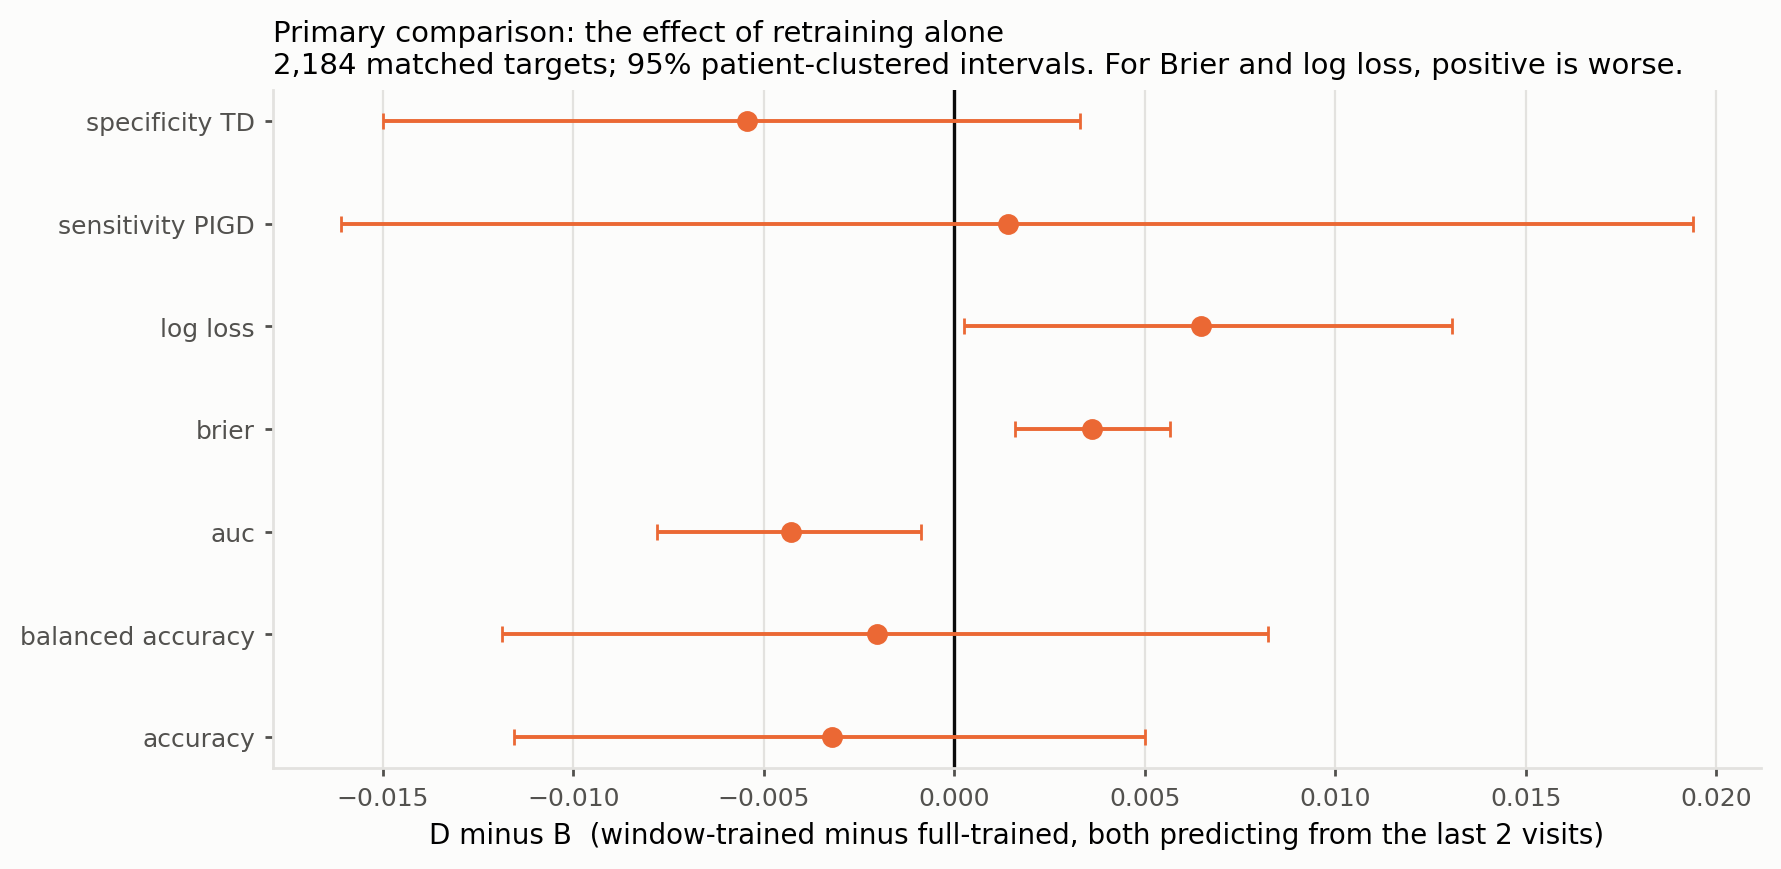 Primary comparison: the effect of retraining alone
2,184 matched targets; 95% patient-clustered intervals. For Brier and log loss, positive is worse.
specificity TD
sensitivity PIGD
log loss
brier
auc
balanced accuracy
accuracy
−0.015 −0.010 −0.005 0.000 0.005 0.010 0.015 0.020
D minus B (window-trained minus full-trained, both predicting from the last 2 visits)